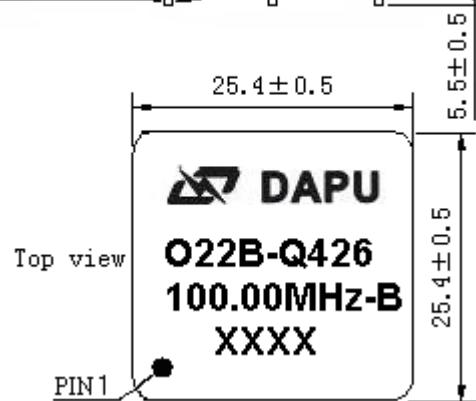 5.5±0.5
25.4±0.5
DAPU
Top view
O22B-Q426
100.00MHz-B
XXXX
25.4±0.5
PIN1